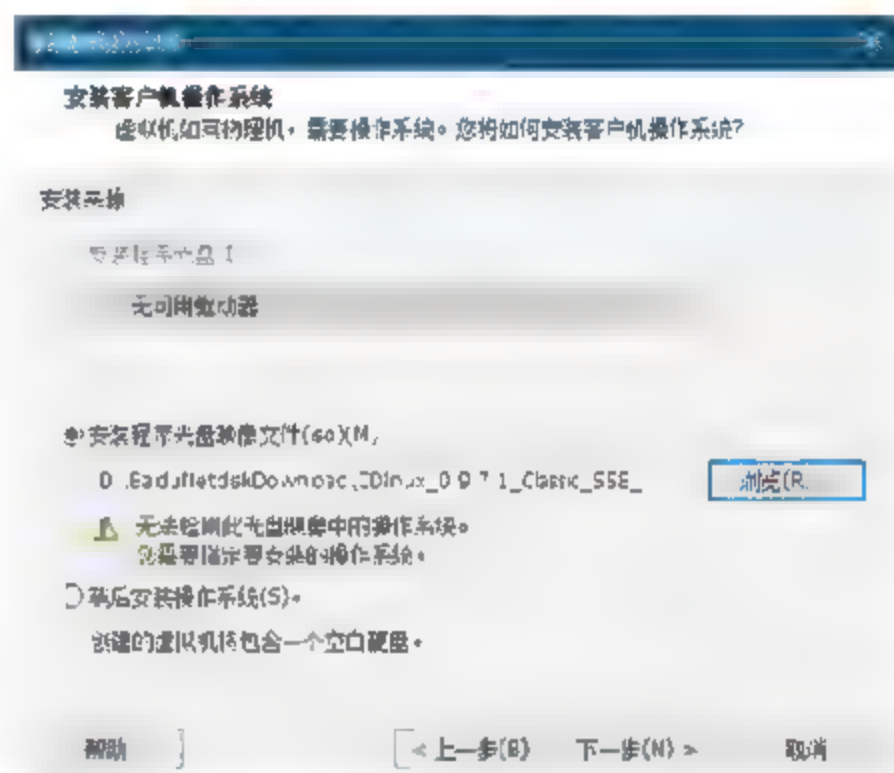 安装客户机操作系统
虚拟机如同物理机，需要操作系统。您将如何安装客户机操作系统?
安装来源:
安装程序光盘
无可用驱动器
安装程序光盘映像文件(iso)(M):
浏览(R)
无法检测此光盘映像中的操作系统。
您需要指定要安装的操作系统。
稍后安装操作系统(S)。
创建的虚拟机将包含一个空白硬盘。
帮助
< 上一步(B)
下一步(N) >
取消